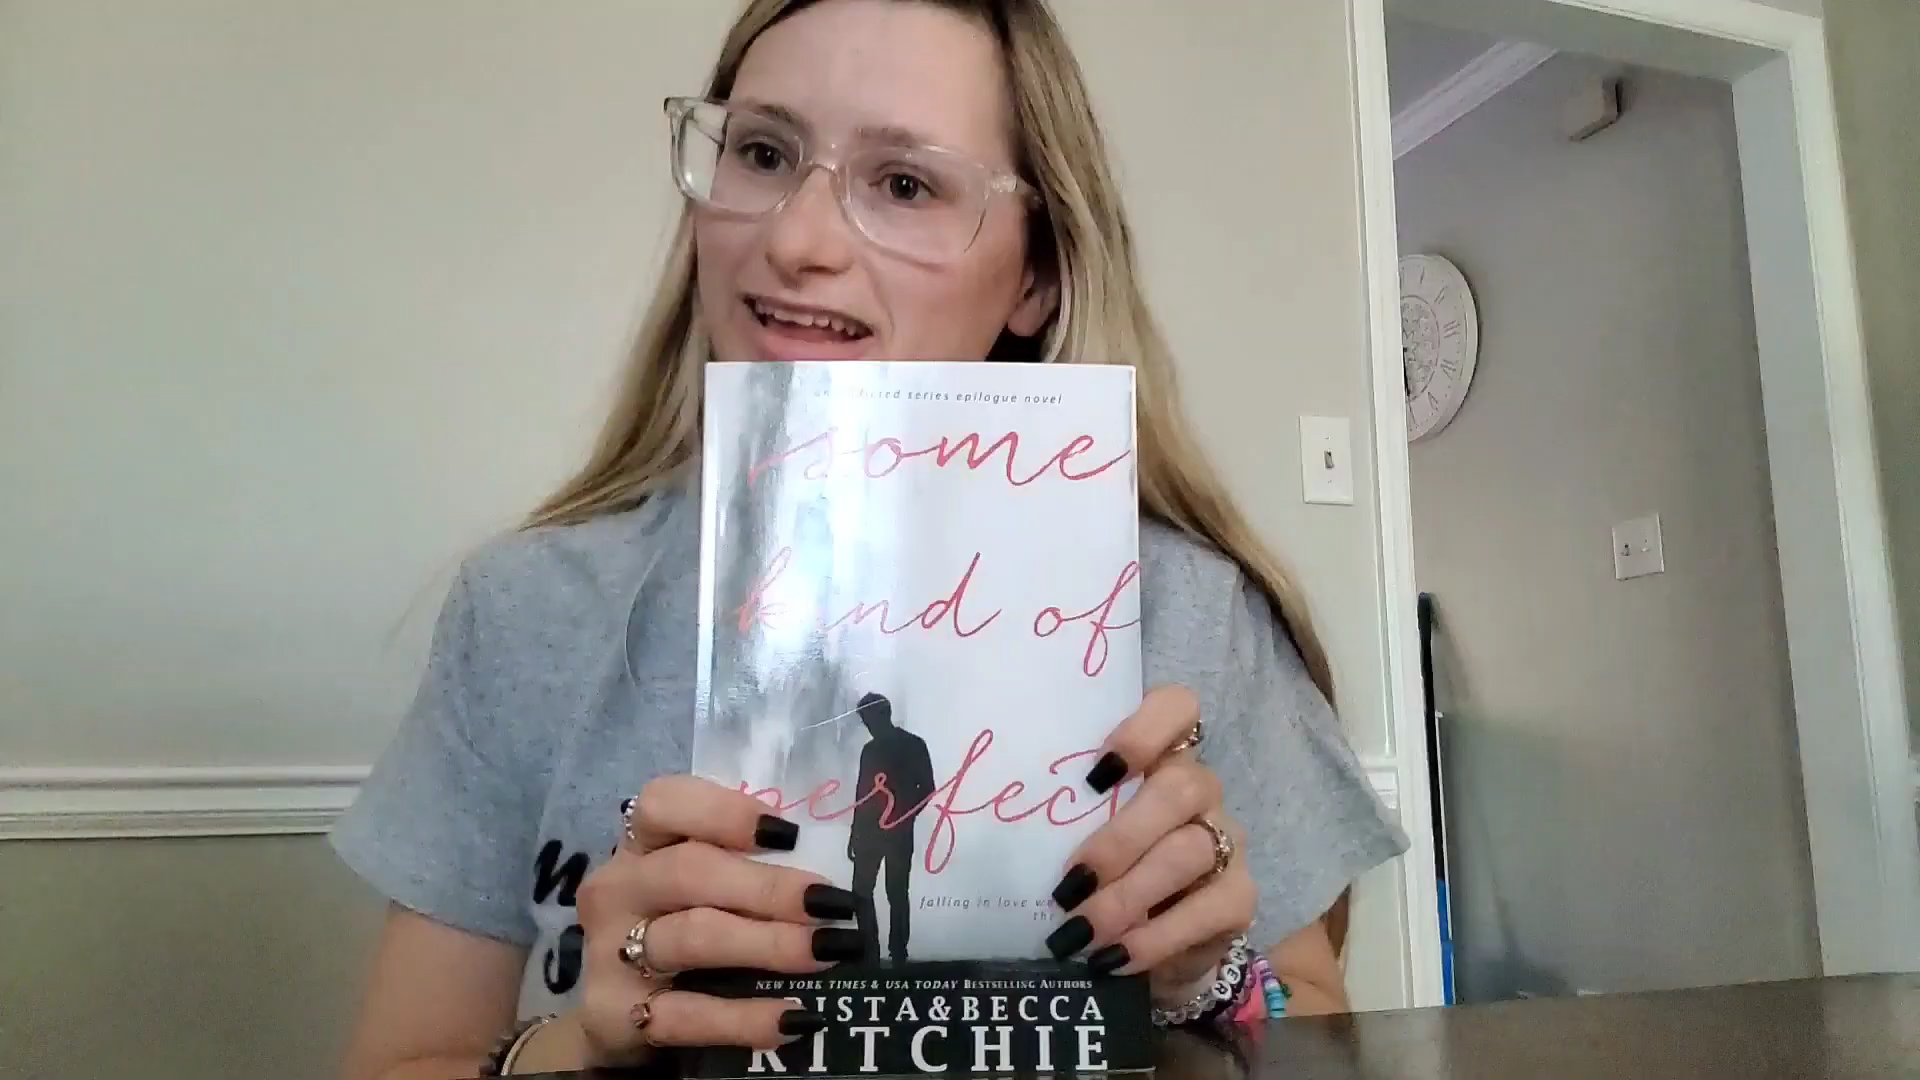 series epilogue novel
some
kind of
perfect
falling in love
the
NEW YORK TIMES & USA TODAY BESTSELLING AUTHORS
RISTA&BECCA
RITCHIE